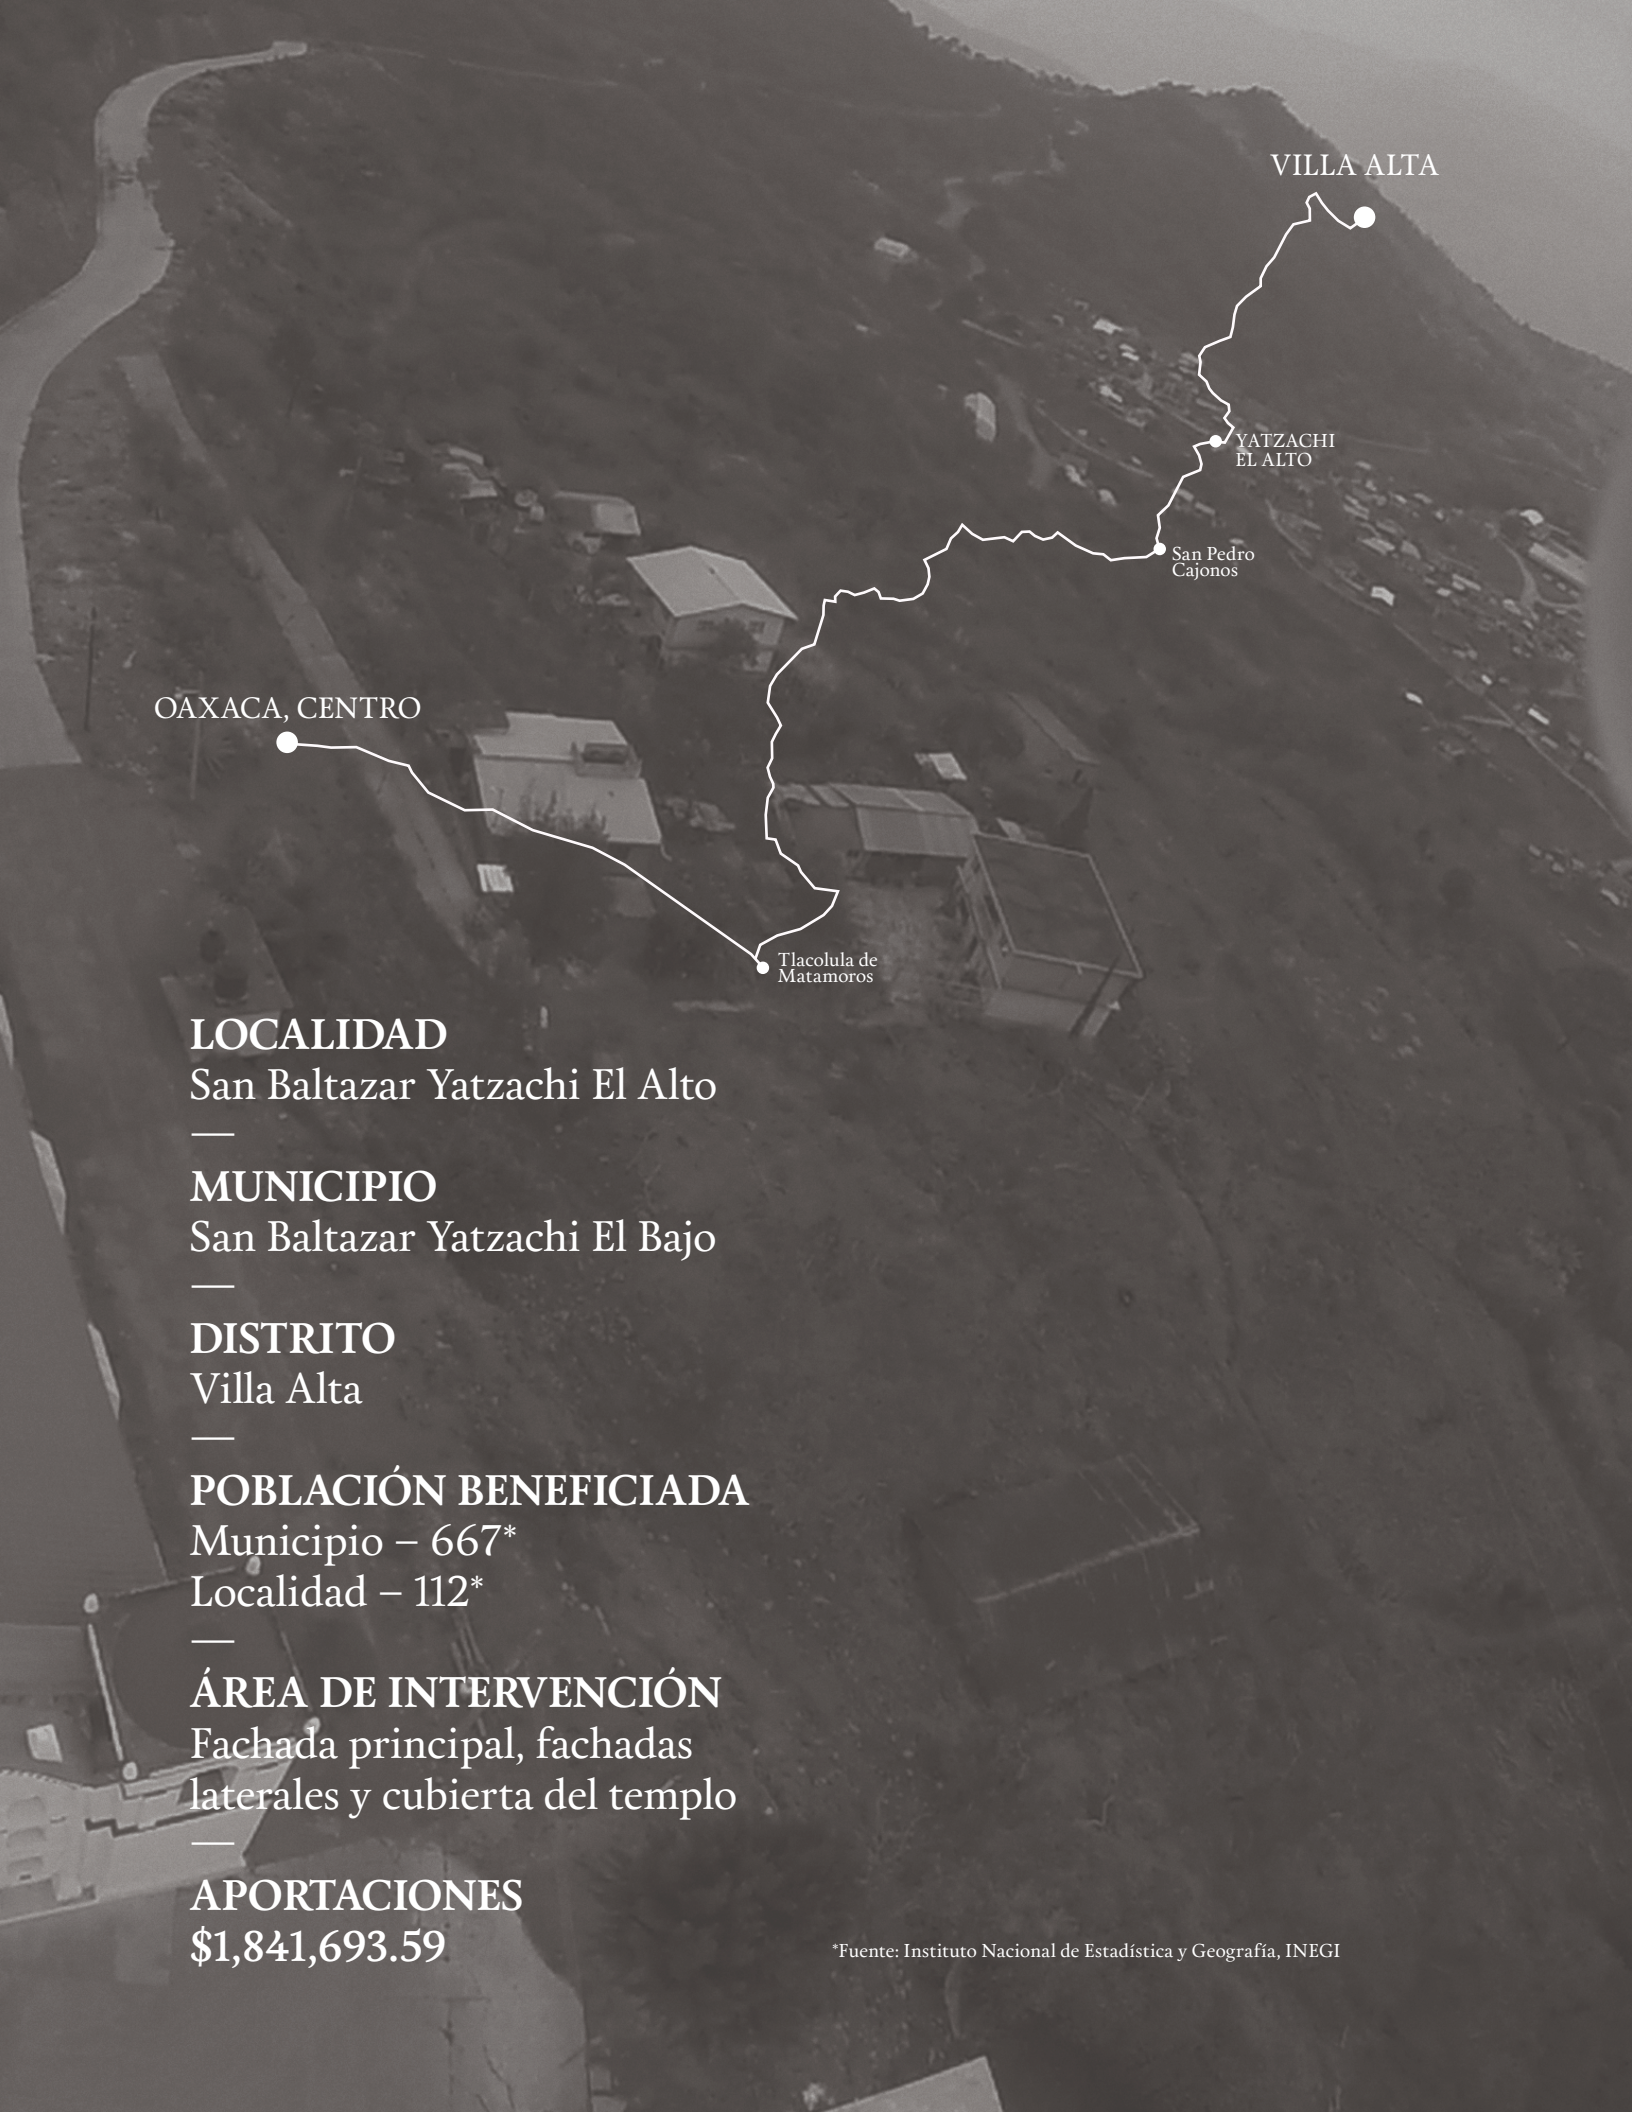 VILLA ALTA
YATZACHI
EL ALTO
San Pedro
Cajonos
OAXACA, CENTRO
Tlacolula de
Matamoros
LOCALIDAD
San Baltazar Yatzachi El Alto
—
MUNICIPIO
San Baltazar Yatzachi El Bajo
—
DISTRITO
Villa Alta
—
POBLACIÓN BENEFICIADA
Municipio – 667*
Localidad – 112*
—
ÁREA DE INTERVENCIÓN
Fachada principal, fachadas
laterales y cubierta del templo
—
APORTACIONES
$1,841,693.59
*Fuente: Instituto Nacional de Estadística y Geografía, INEGI